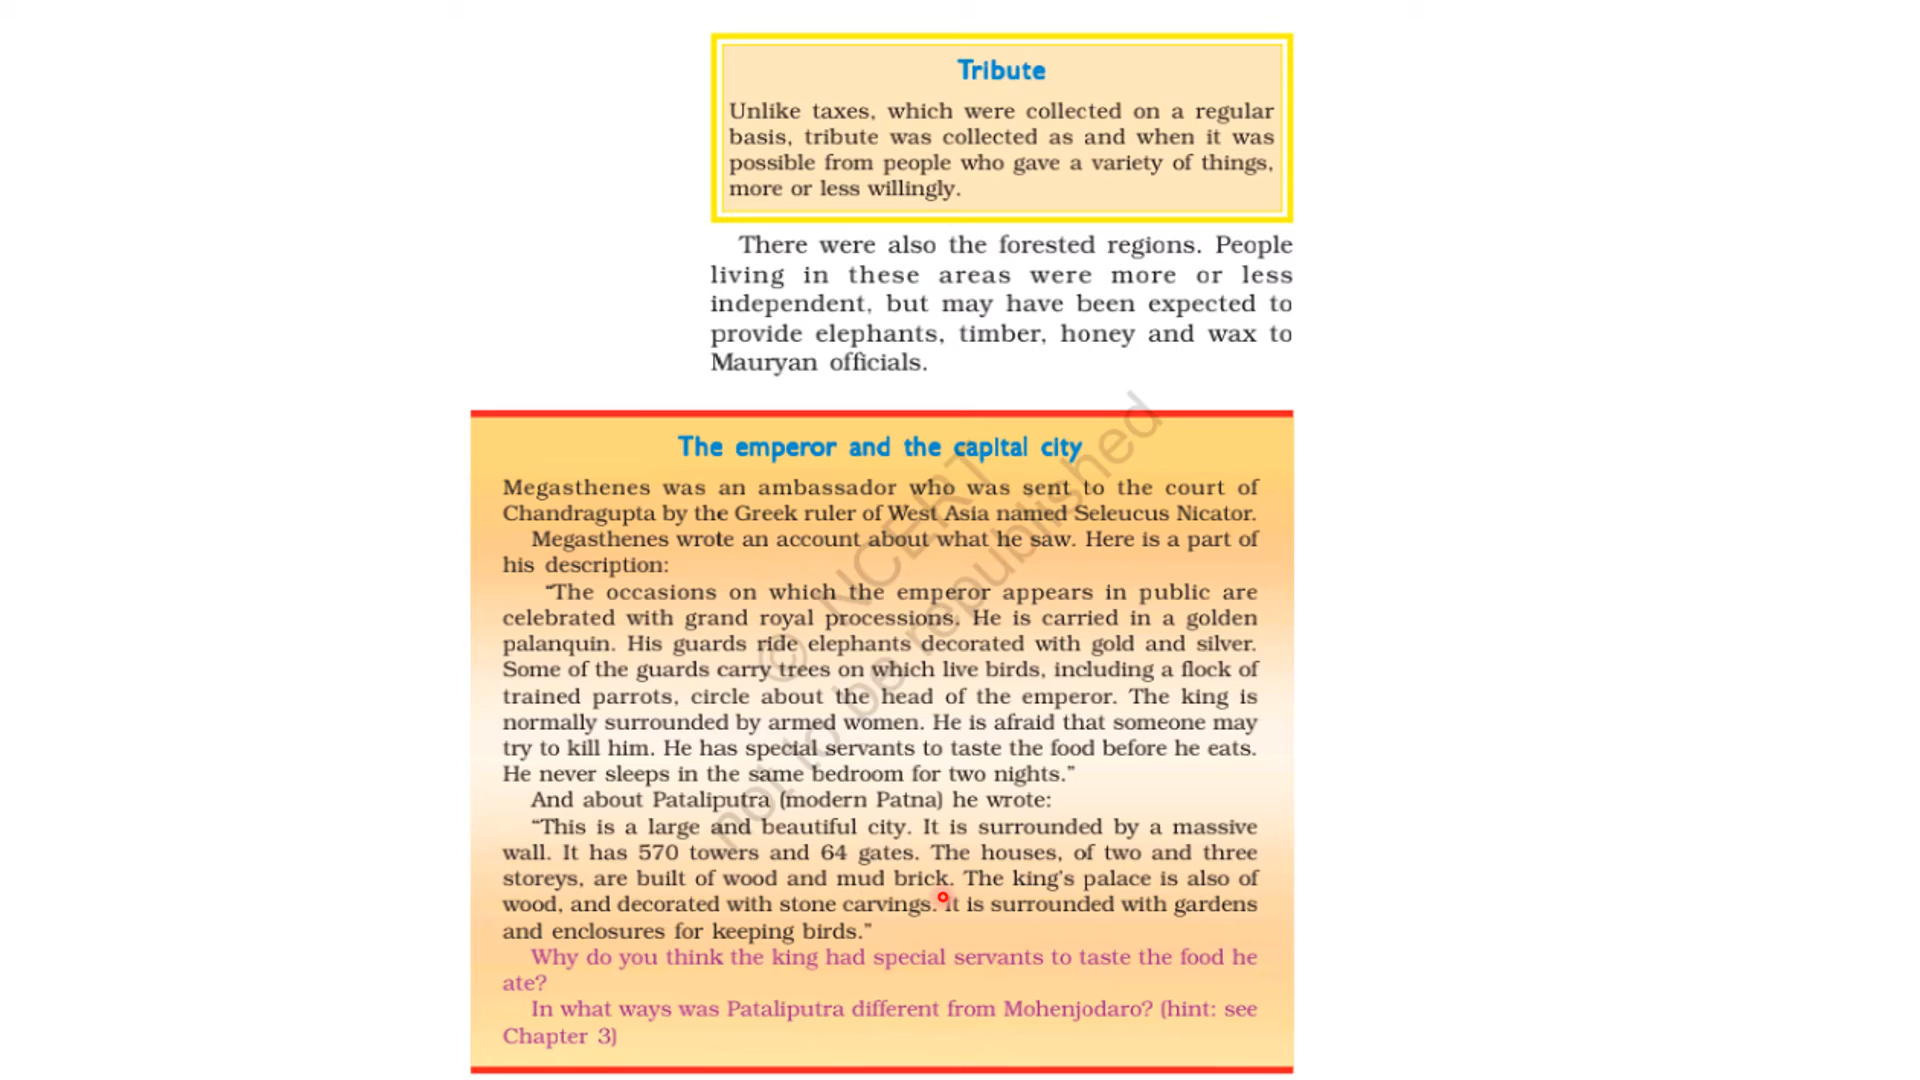 Tribute
Unlike taxes, which were collected on a regular
basis, tribute was collected as and when it was
possible from people who gave a variety of things,
more or less willingly.
There were also the forested regions. People
living in these areas were more or less
independent, but may have been expected to
provide elephants, timber, honey and wax to
Mauryan officials.
The emperor and the capital city
Megasthenes was an ambassador who was sent to the court of
Chandragupta by the Greek ruler of West Asia named Seleucus Nicator.
Megasthenes wrote an account about what he saw. Here is a part of
his description:
“The occasions on which the emperor appears in public are
celebrated with grand royal processions. He is carried in a golden
palanquin. His guards ride elephants decorated with gold and silver.
Some of the guards carry trees on which live birds, including a flock of
trained parrots, circle about the head of the emperor. The king is
normally surrounded by armed women. He is afraid that someone may
try to kill him. He has special servants to taste the food before he eats.
He never sleeps in the same bedroom for two nights.”
And about Pataliputra (modern Patna) he wrote:
“This is a large and beautiful city. It is surrounded by a massive
wall. It has 570 towers and 64 gates. The houses, of two and three
storeys, are built of wood and mud brick. The king’s palace is also of
wood, and decorated with stone carvings. It is surrounded with gardens
and enclosures for keeping birds.”
Why do you think the king had special servants to taste the food he
ate?
In what ways was Pataliputra different from Mohenjodaro? (hint: see
Chapter 3)
© NCERT
not to be republished